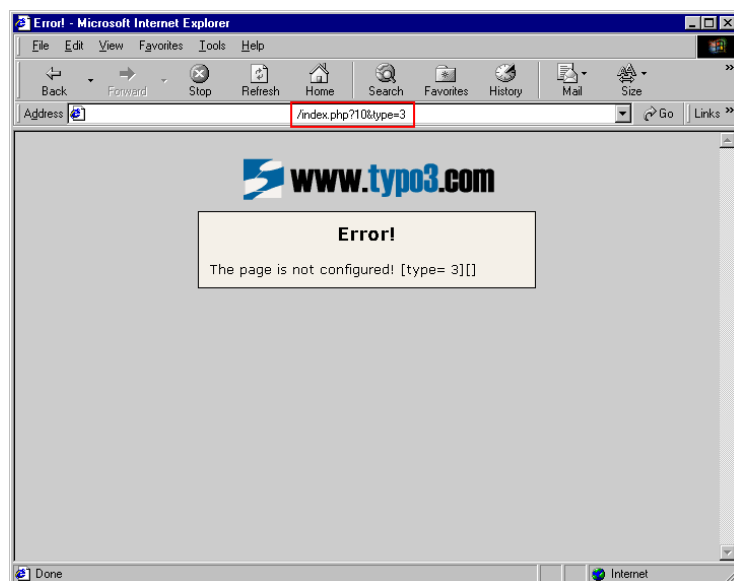 Error! - Microsoft Internet Explorer
File Edit View Favorites Tools Help
Back Forward Stop Refresh Home Search Favorites History Mail Size »
Address /index.php?10&type=3 Go Links »
www.typo3.com
Error!
The page is not configured! [type= 3][]
Done Internet